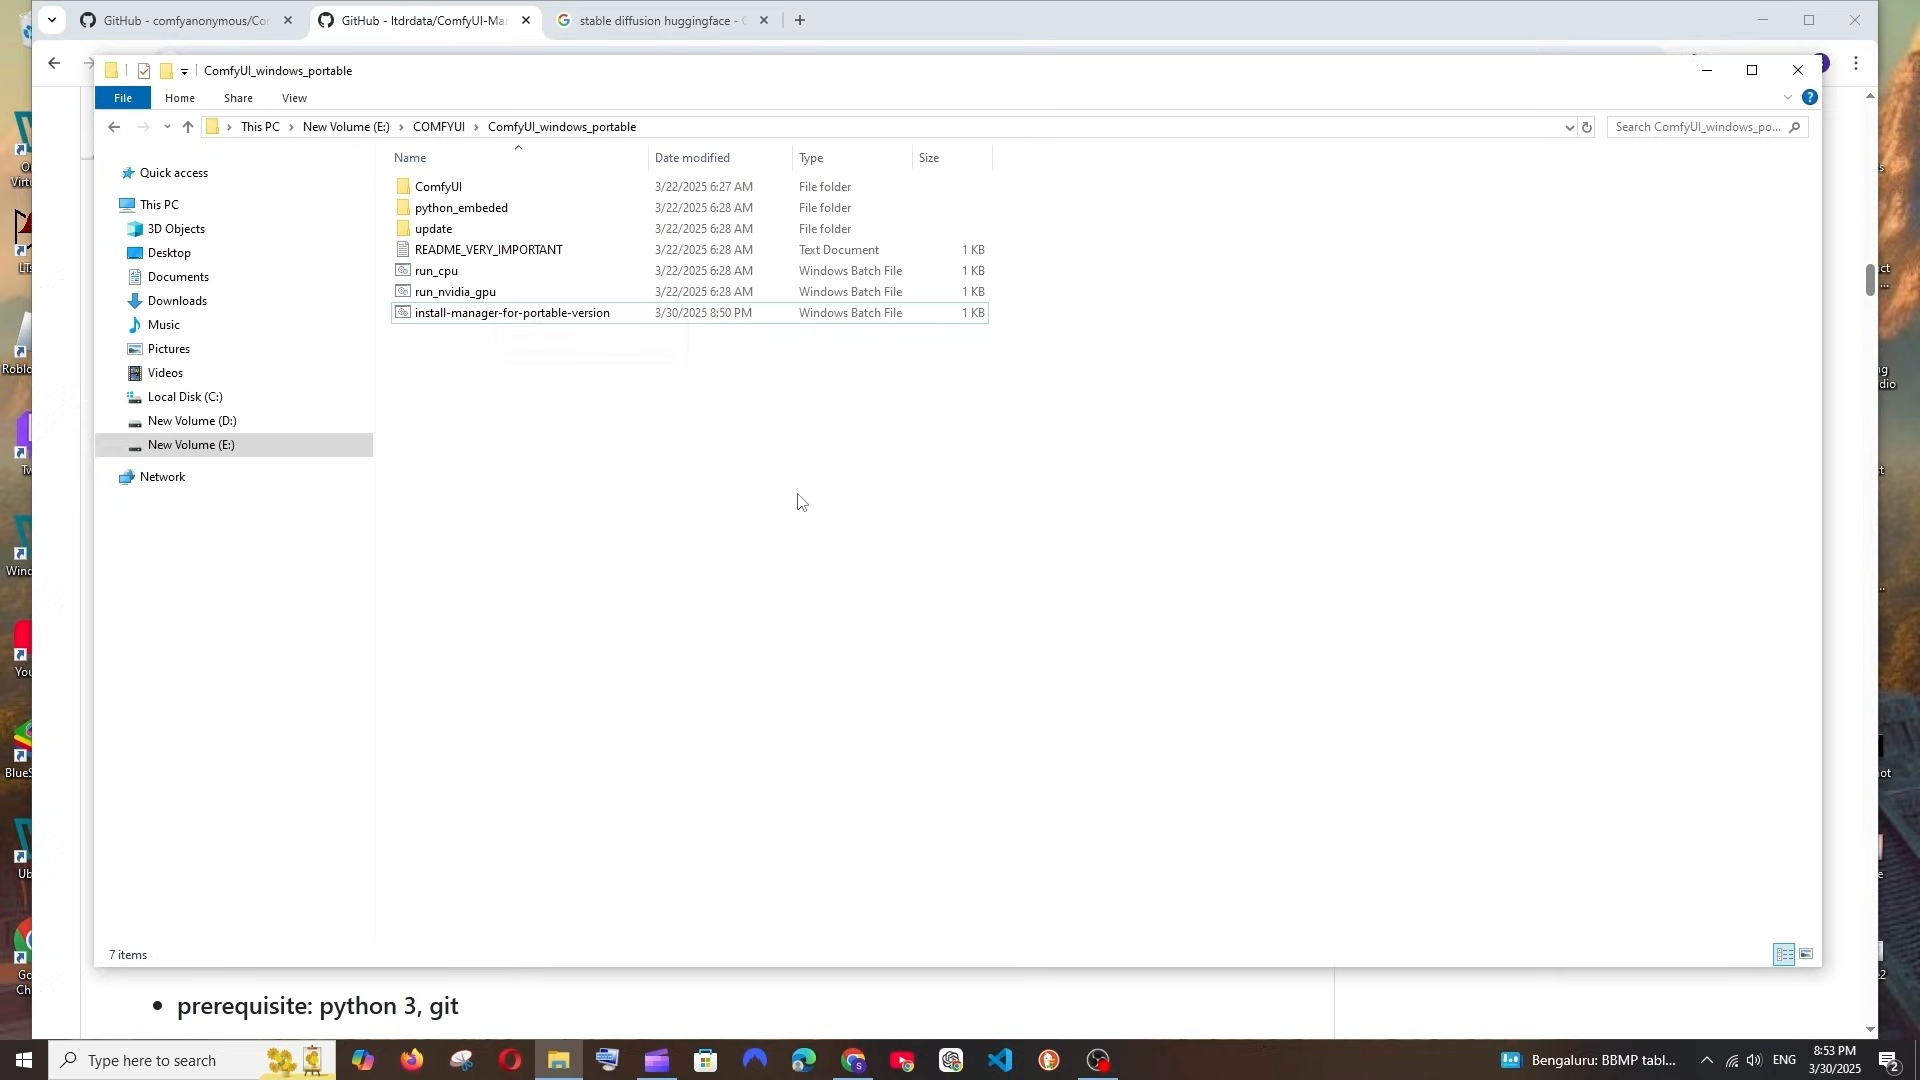 GitHub - comfyanonymous/Co
GitHub - ltdrdata/ComfyUI-Ma
stable diffusion huggingface -
ComfyUI_windows_portable
File
Home
Share
View
This PC
New Volume (E:)
COMFYUI
ComfyUI_windows_portable
Search ComfyUI_windows_po...
Name
Date modified
Type
Size
Quick access
This PC
3D Objects
Desktop
Documents
Downloads
Music
Pictures
Videos
Local Disk (C:)
New Volume (D:)
New Volume (E:)
Network
ComfyUI 3/22/2025 6:27 AM File folder
python_embeded 3/22/2025 6:28 AM File folder
update 3/22/2025 6:28 AM File folder
README_VERY_IMPORTANT 3/22/2025 6:28 AM Text Document 1 KB
run_cpu 3/22/2025 6:28 AM Windows Batch File 1 KB
run_nvidia_gpu 3/22/2025 6:28 AM Windows Batch File 1 KB
install-manager-for-portable-version 3/30/2025 8:50 PM Windows Batch File 1 KB
7 items
• prerequisite: python 3, git
Type here to search
Bengaluru: BBMP tabl...
ENG
8:53 PM
3/30/2025
2